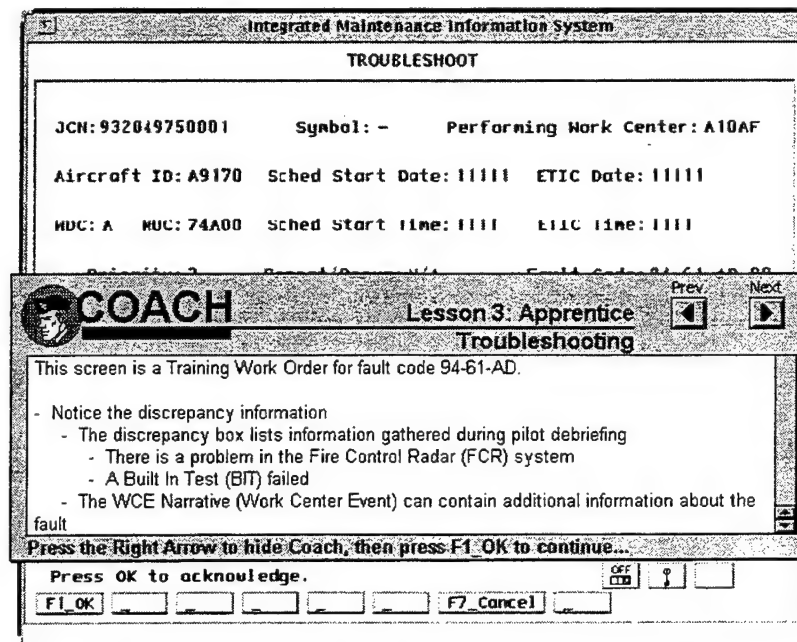 Integrated Maintenance Information System
TROUBLESHOOT
JCN: 932049750001 Symbol: - Performing Work Center: A10AF
Aircraft ID: A9170 Sched Start Date: 11111 ETIC Date: 11111
WDC: A WUC: 74A00 Sched Start Time: 1111 ETIC Time: 1111
COACH
Prev Next
Lesson 3: Apprentice
Troubleshooting
This screen is a Training Work Order for fault code 94-61-AD.
- Notice the discrepancy information
- The discrepancy box lists information gathered during pilot debriefing
- There is a problem in the Fire Control Radar (FCR) system
- A Built In Test (BIT) failed
- The WCE Narrative (Work Center Event) can contain additional information about the
fault
Press the Right Arrow to hide Coach, then press F1_OK to continue...
Press OK to acknowledge.
OFF
F1_OK _ _ _ _ _ F7_Cancel _